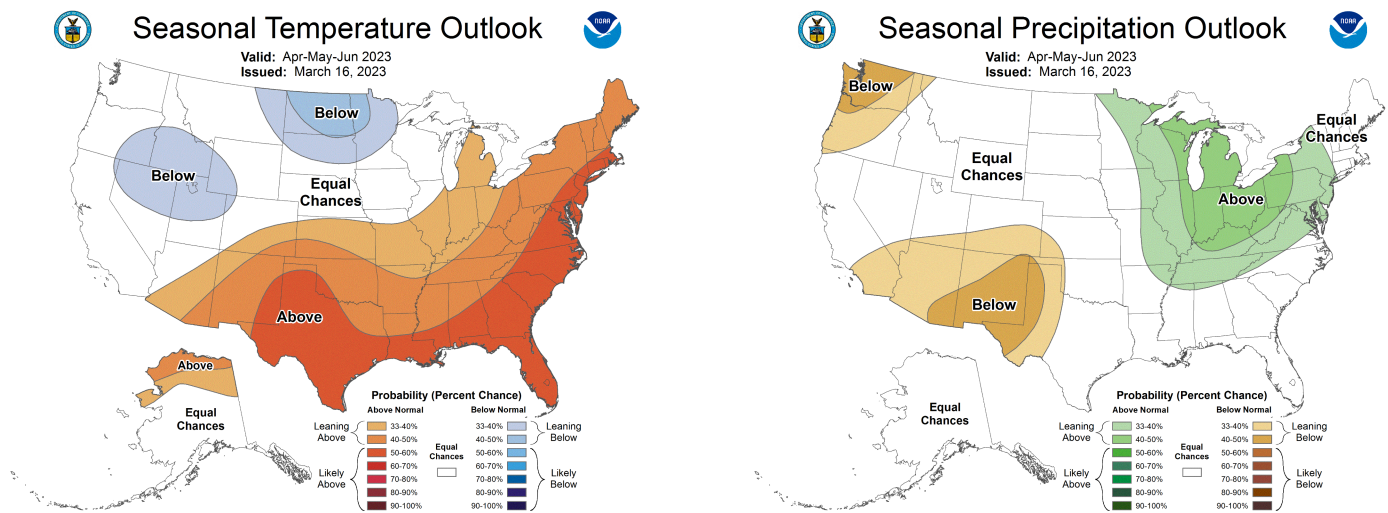 Seasonal Temperature Outlook
NOAA
Valid: Apr-May-Jun 2023
Issued: March 16, 2023
Below
Below
Equal
Chances
Above
Above
Equal
Chances
Probability (Percent Chance)
Above Normal
Below Normal
Leaning
Above
33-40%
40-50%
50-60%
60-70%
70-80%
80-90%
90-100%
Likely
Above
Equal
Chances
33-40%
40-50%
50-60%
60-70%
70-80%
80-90%
90-100%
Leaning
Below
Likely
Below
Seasonal Precipitation Outlook
NOAA
Valid: Apr-May-Jun 2023
Issued: March 16, 2023
Below
Equal
Chances
Equal
Chances
Above
Below
Equal
Chances
Probability (Percent Chance)
Above Normal
Below Normal
Leaning
Above
33-40%
40-50%
50-60%
60-70%
70-80%
80-90%
90-100%
Likely
Above
Equal
Chances
33-40%
40-50%
50-60%
60-70%
70-80%
80-90%
90-100%
Leaning
Below
Likely
Below